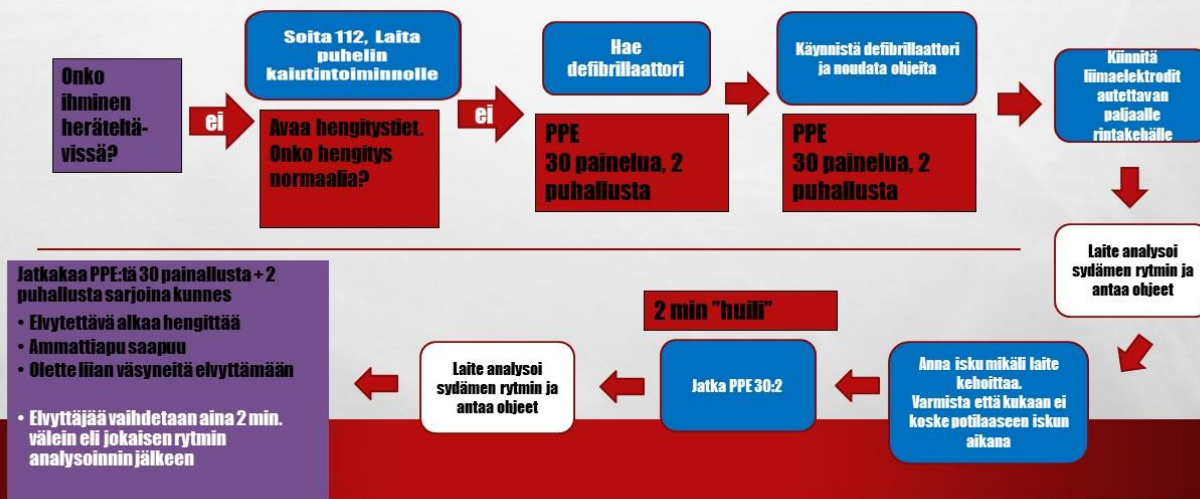 Onko
ihminen
heräteltä-
vissä?
ei
Soita 112, Laita
puhelin
kaiutintoiminnolle
Avaa hengitystiet.
Onko hengitys
normaalia?
ei
Hae
defibrillaattori
PPE
30 painelua, 2
puhallusta
Käynnistä defibrillaattori
ja noudata ohjeita
PPE
30 painelua, 2
puhallusta
Kiinnitä
liimaelektrodit
autettavan
paljaalle
rintakehälle
Laite analysoi
sydämen rytmin ja
antaa ohjeet
Anna isku mikäli laite
kehoittaa.
Varmista että kukaan ei
koske potilaaseen iskun
aikana
2 min "huili"
Jatka PPE 30:2
Laite analysoi
sydämen rytmin ja
antaa ohjeet
Jatkakaa PPE:tä 30 painallusta + 2
puhallusta sarjoina kunnes
• Elvytettävä alkaa hengittää
• Ammattiapu saapuu
• Olette liian väsyneitä elvyttämään
• Elvyttäjää vaihdetaan aina 2 min.
välein eli jokaisen rytmin
analysoinnin jälkeen